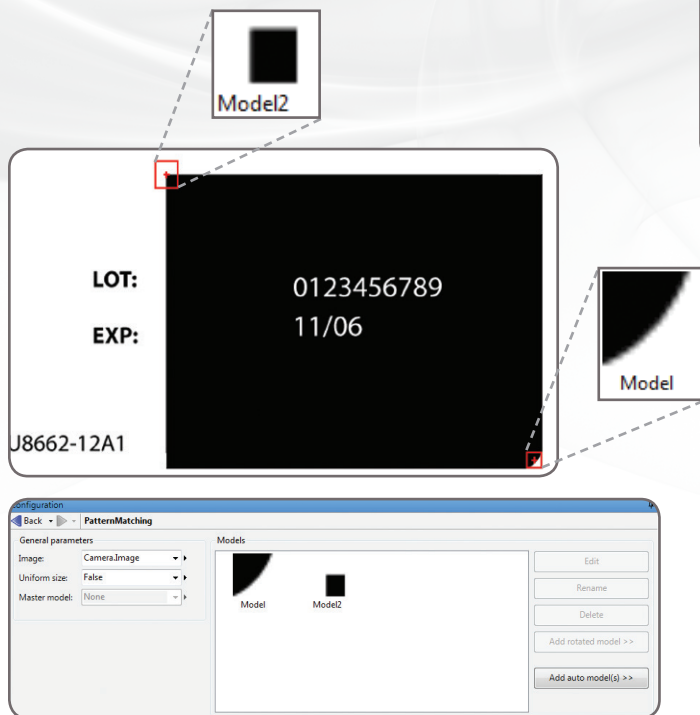 Model2
LOT: 0123456789
EXP: 11/06
Model
J8662-12A1
Configuration
Back PatternMatching
General parameters
Models
Image: Camera.Image
Uniform size: False
Master model: None
Model
Model2
Edit
Rename
Delete
Add rotated model >>
Add auto model(s) >>